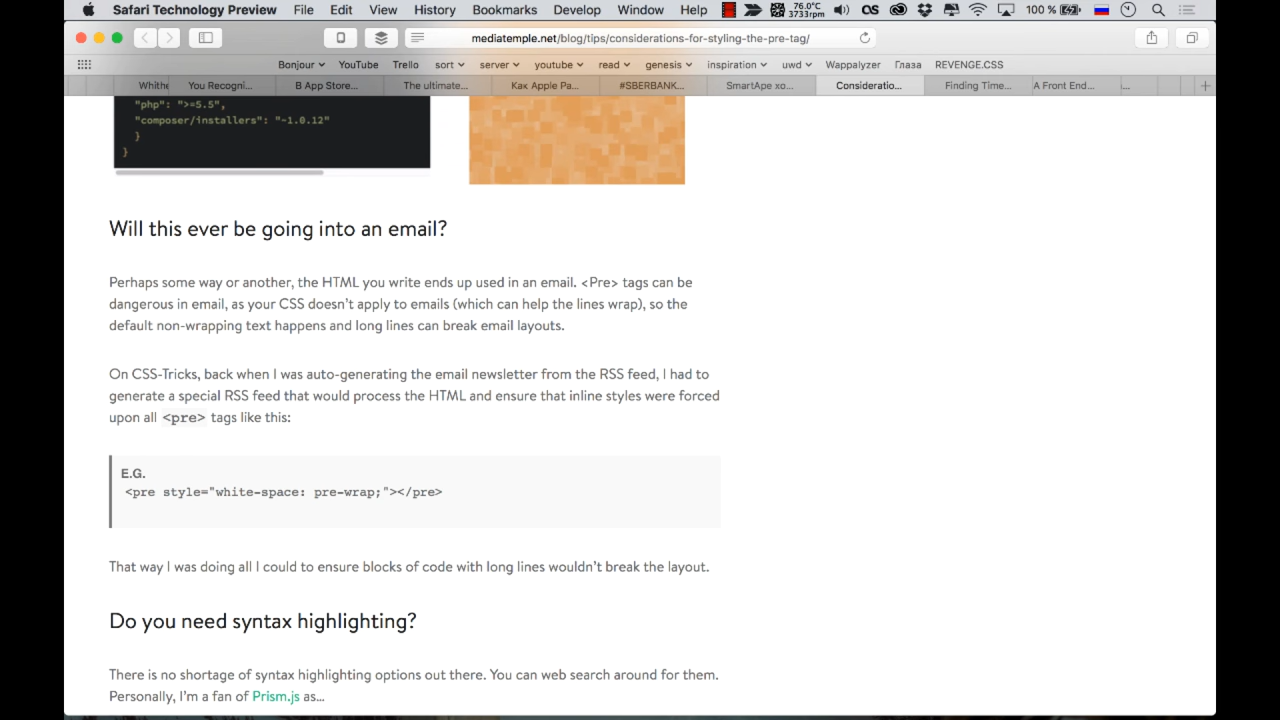 Safari Technology Preview File Edit View History Bookmarks Develop Window Help 76.0°C 3733rpm 100 %
mediatemple.net/blog/tips/considerations-for-styling-the-pre-tag/
Bonjour YouTube Trello sort server youtube read genesis inspiration uwd Wappalyzer Глаза REVENGE.CSS
Whithe You Recogni... B App Store... The ultimate... Как Apple Pa... #SBERBANK... SmartApe хо... Consideratio... Finding Time... A Front End...
"php": ">=5.5",
"composer/installers": "~1.0.12"
}
}
Will this ever be going into an email?
Perhaps some way or another, the HTML you write ends up used in an email. <Pre> tags can be
dangerous in email, as your CSS doesn’t apply to emails (which can help the lines wrap), so the
default non-wrapping text happens and long lines can break email layouts.
On CSS-Tricks, back when I was auto-generating the email newsletter from the RSS feed, I had to
generate a special RSS feed that would process the HTML and ensure that inline styles were forced
upon all <pre> tags like this:
E.G.
<pre style="white-space: pre-wrap;"></pre>
That way I was doing all I could to ensure blocks of code with long lines wouldn’t break the layout.
Do you need syntax highlighting?
There is no shortage of syntax highlighting options out there. You can web search around for them.
Personally, I’m a fan of Prism.js as...